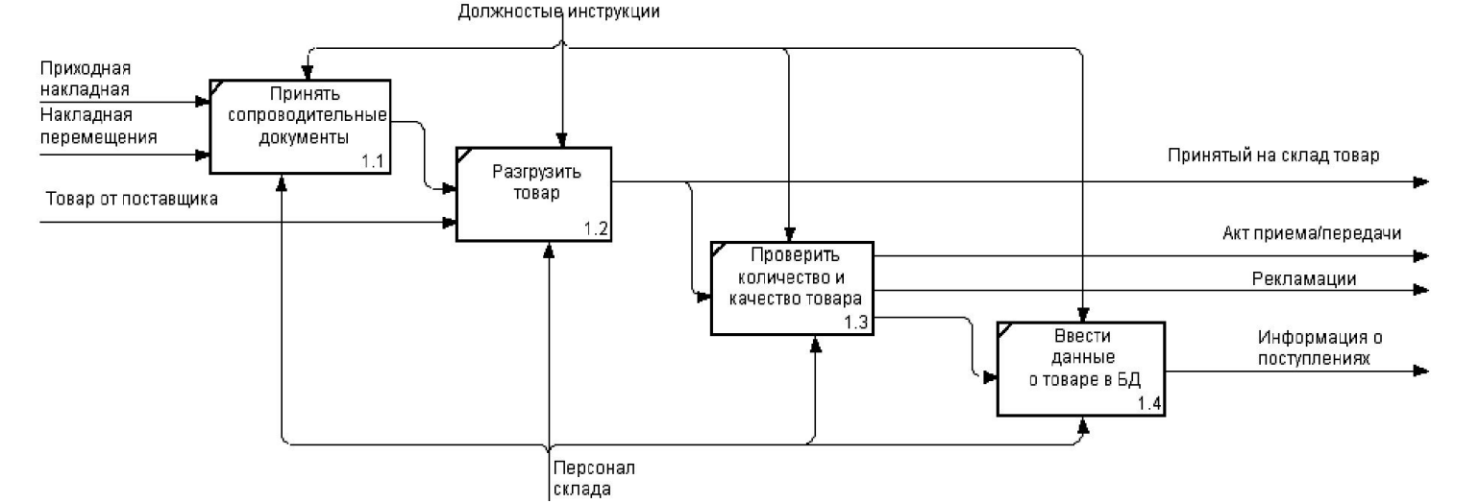 Должностые инструкции
Приходная
накладная
Накладная
перемещения
Принять
сопроводительные
документы
1.1
Товар от поставщика
Разгрузить
товар
1.2
Принятый на склад товар
Проверить
количество и
качество товара
1.3
Акт приема/передачи
Рекламации
Ввести
данные
о товаре в БД
1.4
Информация о
поступлениях
Персонал
склада